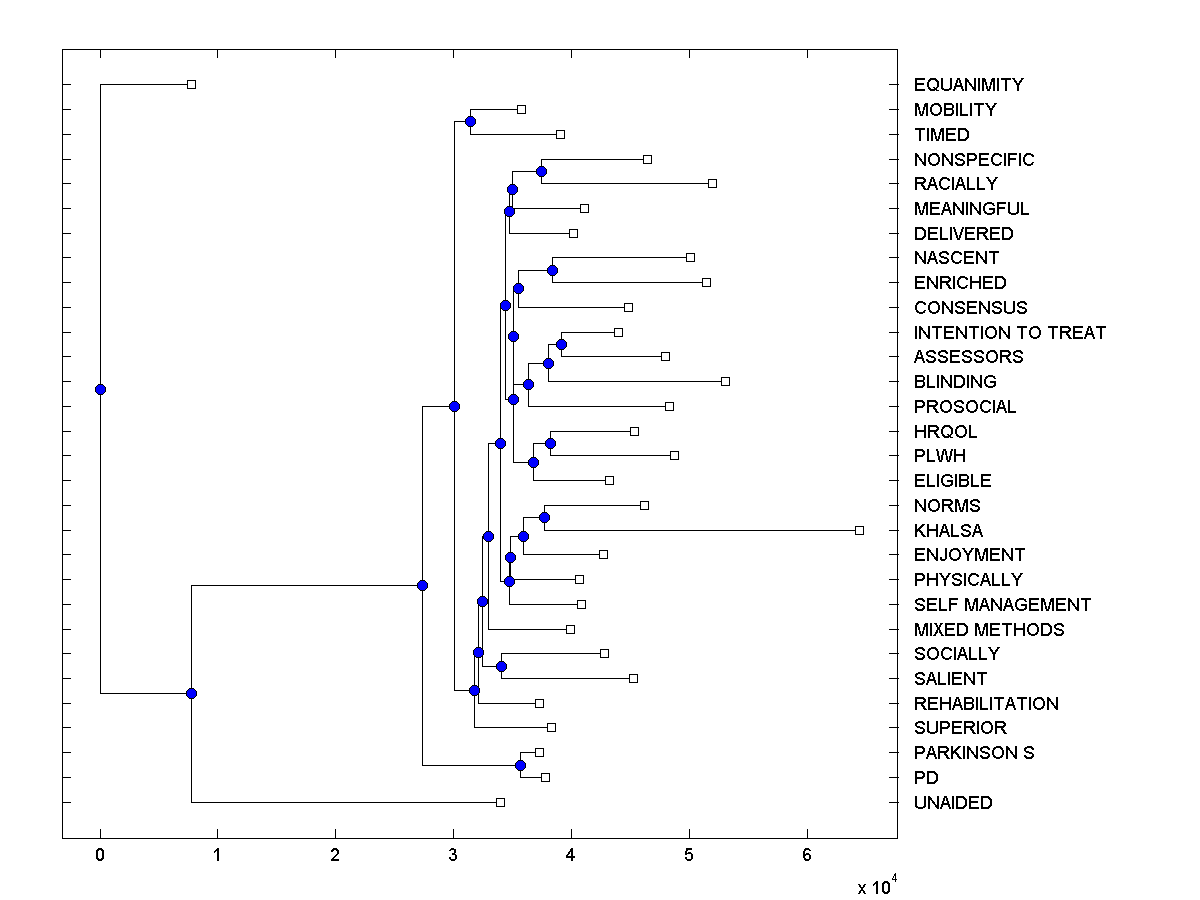 EQUANIMITY
MOBILITY
TIMED
NONSPECIFIC
RACIALLY
MEANINGFUL
DELIVERED
NASCENT
ENRICHED
CONSENSUS
INTENTION TO TREAT
ASSESSORS
BLINDING
PROSOCIAL
HRQOL
PLWH
ELIGIBLE
NORMS
KHALSA
ENJOYMENT
PHYSICALLY
SELF MANAGEMENT
MIXED METHODS
SOCIALLY
SALIENT
REHABILITATION
SUPERIOR
PARKINSON S
PD
UNAIDED
0 1 2 3 4 5 6
x 10^4